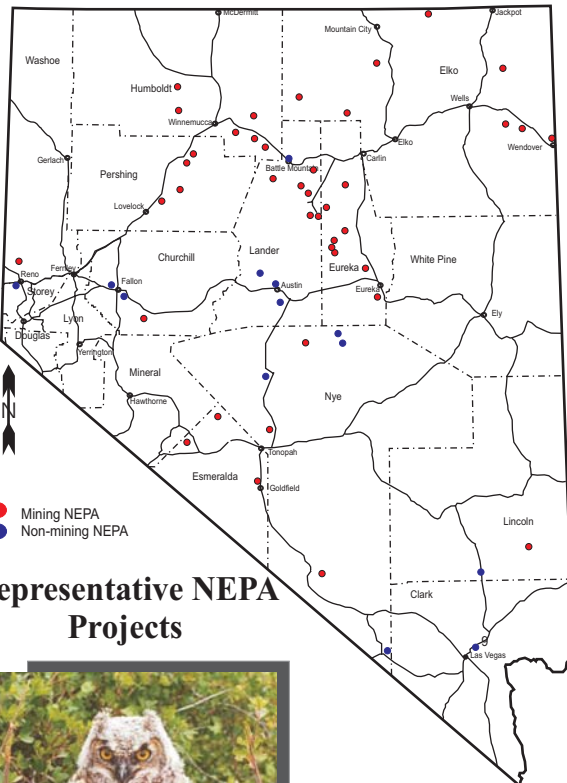 McDermitt
Jackpot
Mountain City
Washoe
Elko
Humboldt
Wells
Winnemucca
Elko
Carlin
Wendover
Gerlach
Battle Mountain
Pershing
Lovelock
Churchill
Lander
White Pine
Reno
Fernley
Fallon
Austin
Eureka
Eureka
Storey
Lyon
Ely
Douglas
Yerrington
Mineral
Nye
Hawthorne
N
Tonopah
Esmeralda
Goldfield
Mining NEPA
Non-mining NEPA
Lincoln
epresentative NEPA
Projects
Clark
9
Las Vegas